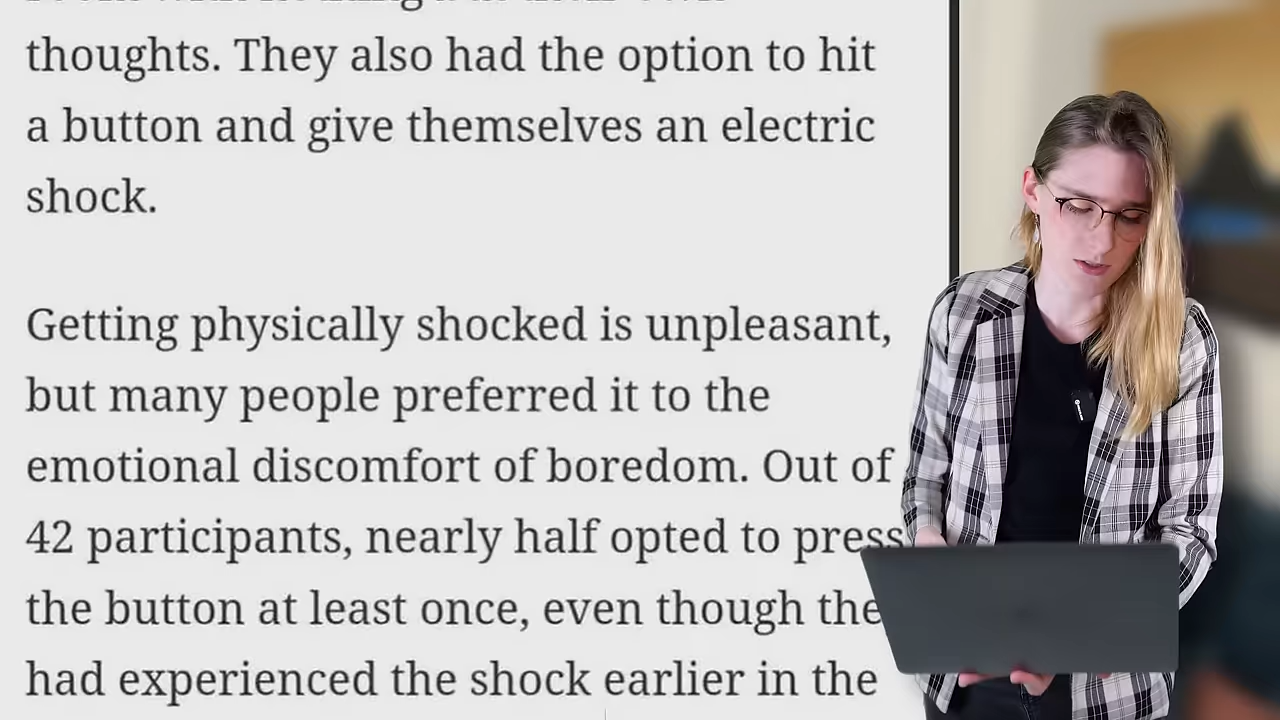 thoughts. They also had the option to hit
a button and give themselves an electric
shock.
Getting physically shocked is unpleasant,
but many people preferred it to the
emotional discomfort of boredom. Out of
42 participants, nearly half opted to press
the button at least once, even though
had experienced the shock earlier in the